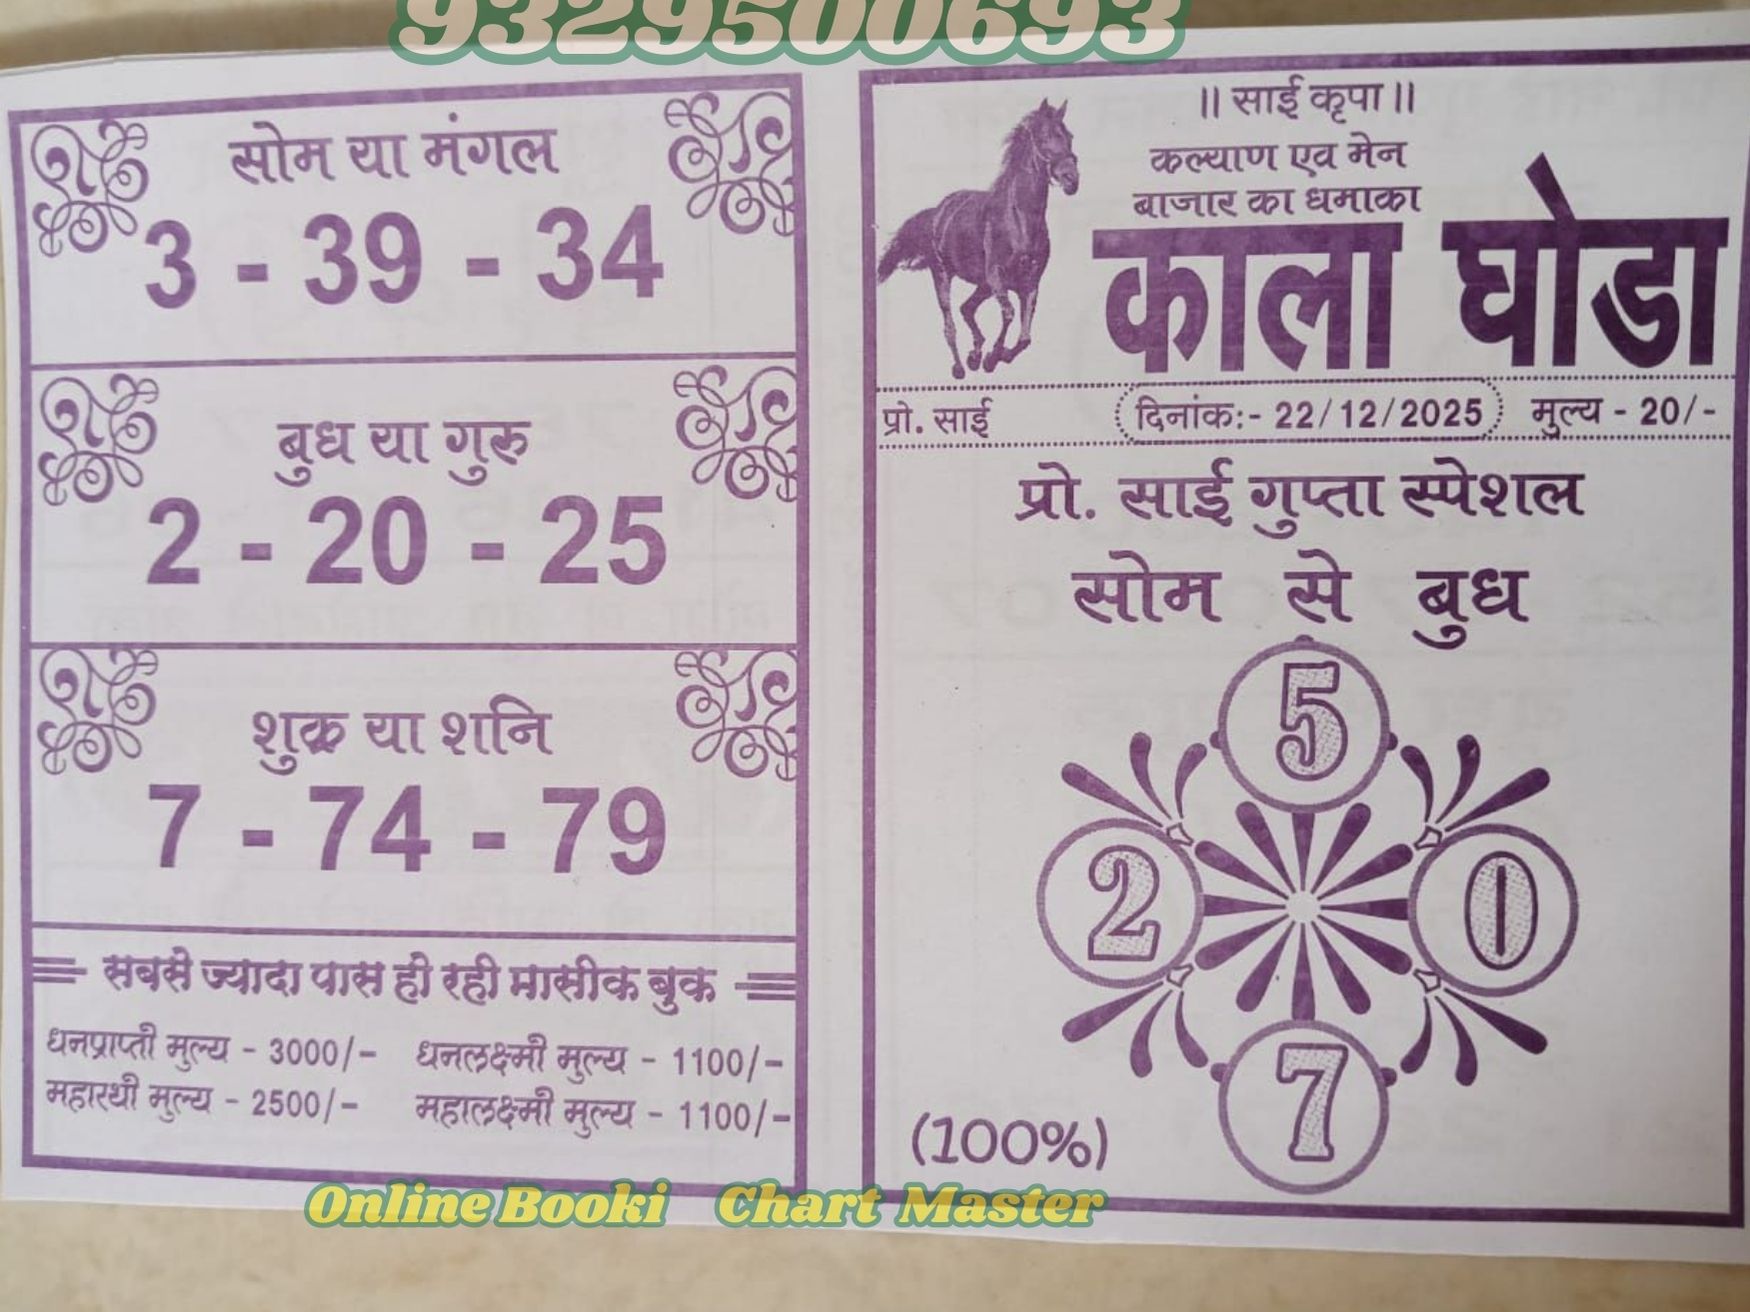 9329500693
सोम या मंगल
3 - 39 - 34
बुध या गुरु
2 - 20 - 25
शुक्र या शनि
7 - 74 - 79
सबसे ज्यादा पास हो रही मासीक बुक
धनप्राप्ती मुल्य - 3000/- धनलक्ष्मी मुल्य - 1100/-
महारथी मुल्य - 2500/- महालक्ष्मी मुल्य - 1100/-
|| साई कृपा ||
कल्याण एव मेन
बाजार का धमाका
काला घोडा
प्रो. साई दिनांक:- 22/12/2025 मुल्य - 20/-
प्रो. साई गुप्ता स्पेशल
सोम से बुध
5
2 0
7
(100%)
Online Booki Chart Master